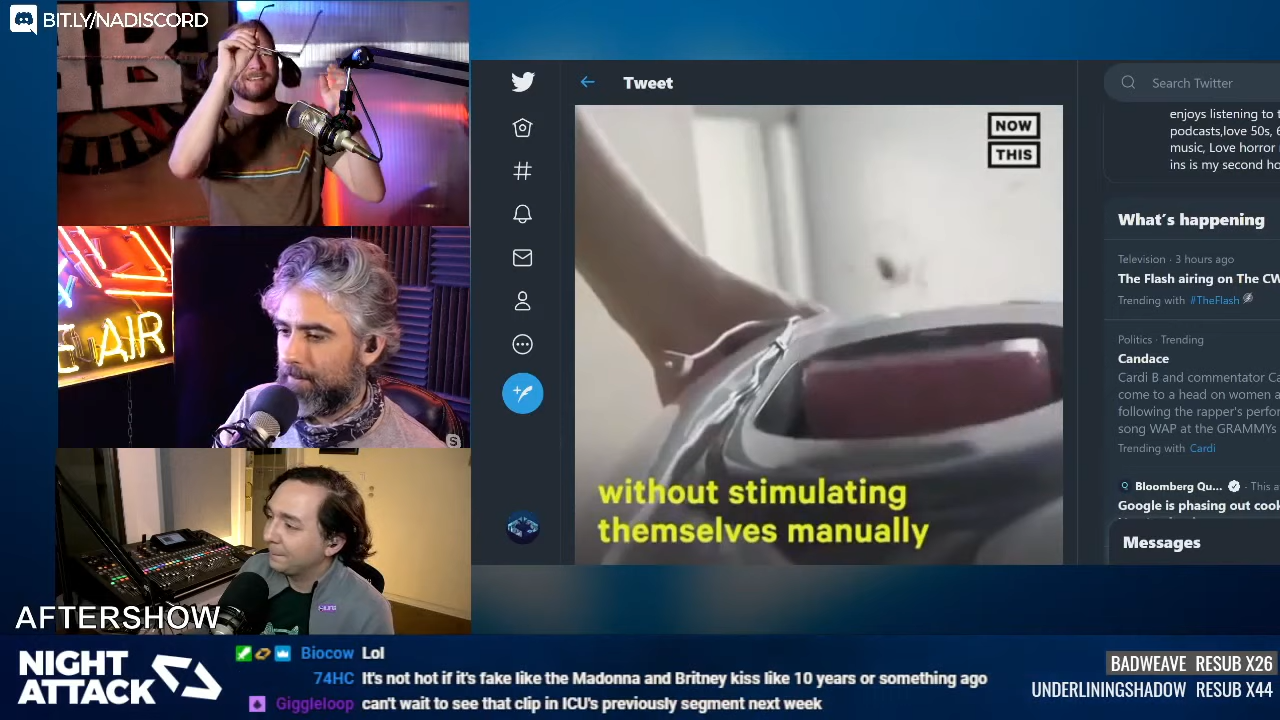 BIT.LY/NADISCORD
AIR
AFTERSHOW
Tweet
NOW
THIS
without stimulating
themselves manually
Search Twitter
enjoys listening to
podcasts,love 50s,
music, Love horror
ins is my second
What's happening
Television · 3 hours ago
The Flash airing on The CW
Trending with #TheFlash
Politics · Trending
Candace
Cardi B and commentator
come to a head on women
following the rapper's
song WAP at the GRAMMYs
Trending with Cardi
Bloomberg Qu... · This
Google is phasing out
Messages
NIGHT
ATTACK
Biocow Lol
74HC It's not hot if it's fake like the Madonna and Britney kiss like 10 years or something ago
Giggleloop can't wait to see that clip in ICU's previously segment next week
BADWEAVE RESUB X26
UNDERLININGSHADOW RESUB X44